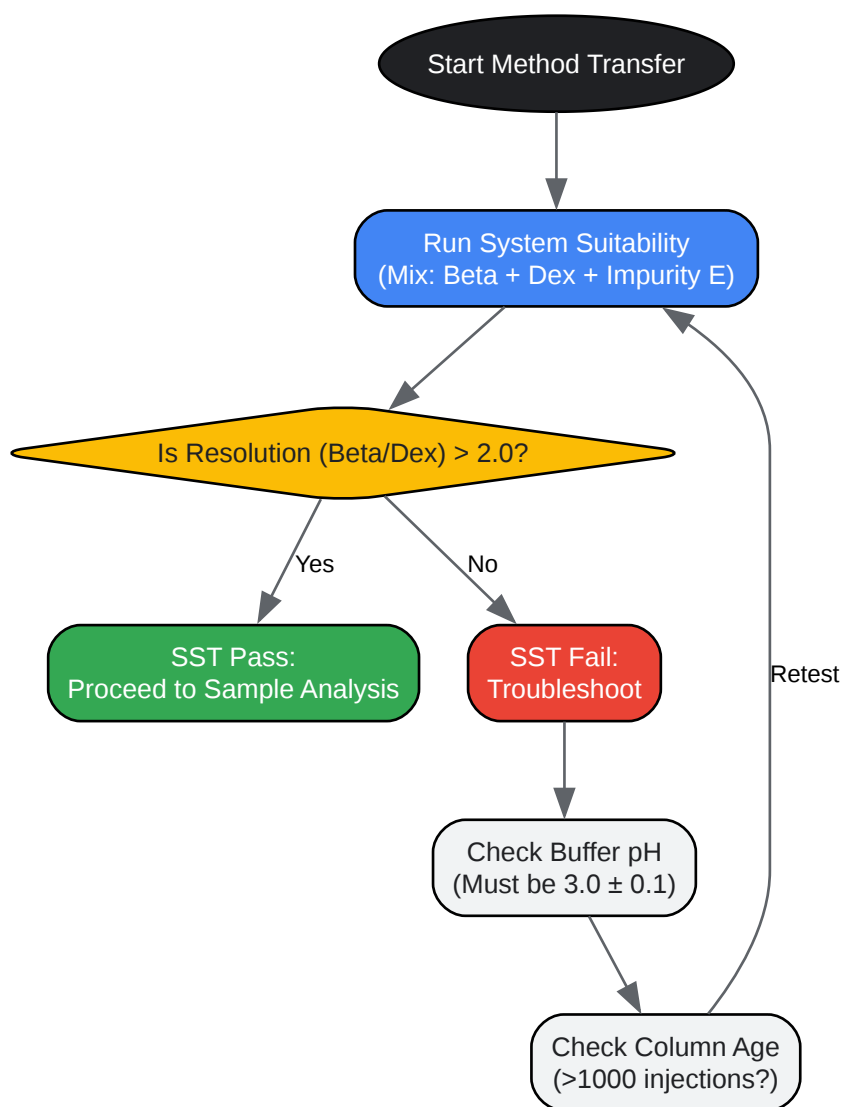 Start Method Transfer
Run System Suitability
(Mix: Beta + Dex + Impurity E)
Is Resolution (Beta/Dex) > 2.0?
Yes
No
SST Pass:
Proceed to Sample Analysis
SST Fail:
Troubleshoot
Retest
Check Buffer pH
(Must be 3.0 ± 0.1)
Check Column Age
(>1000 injections?)